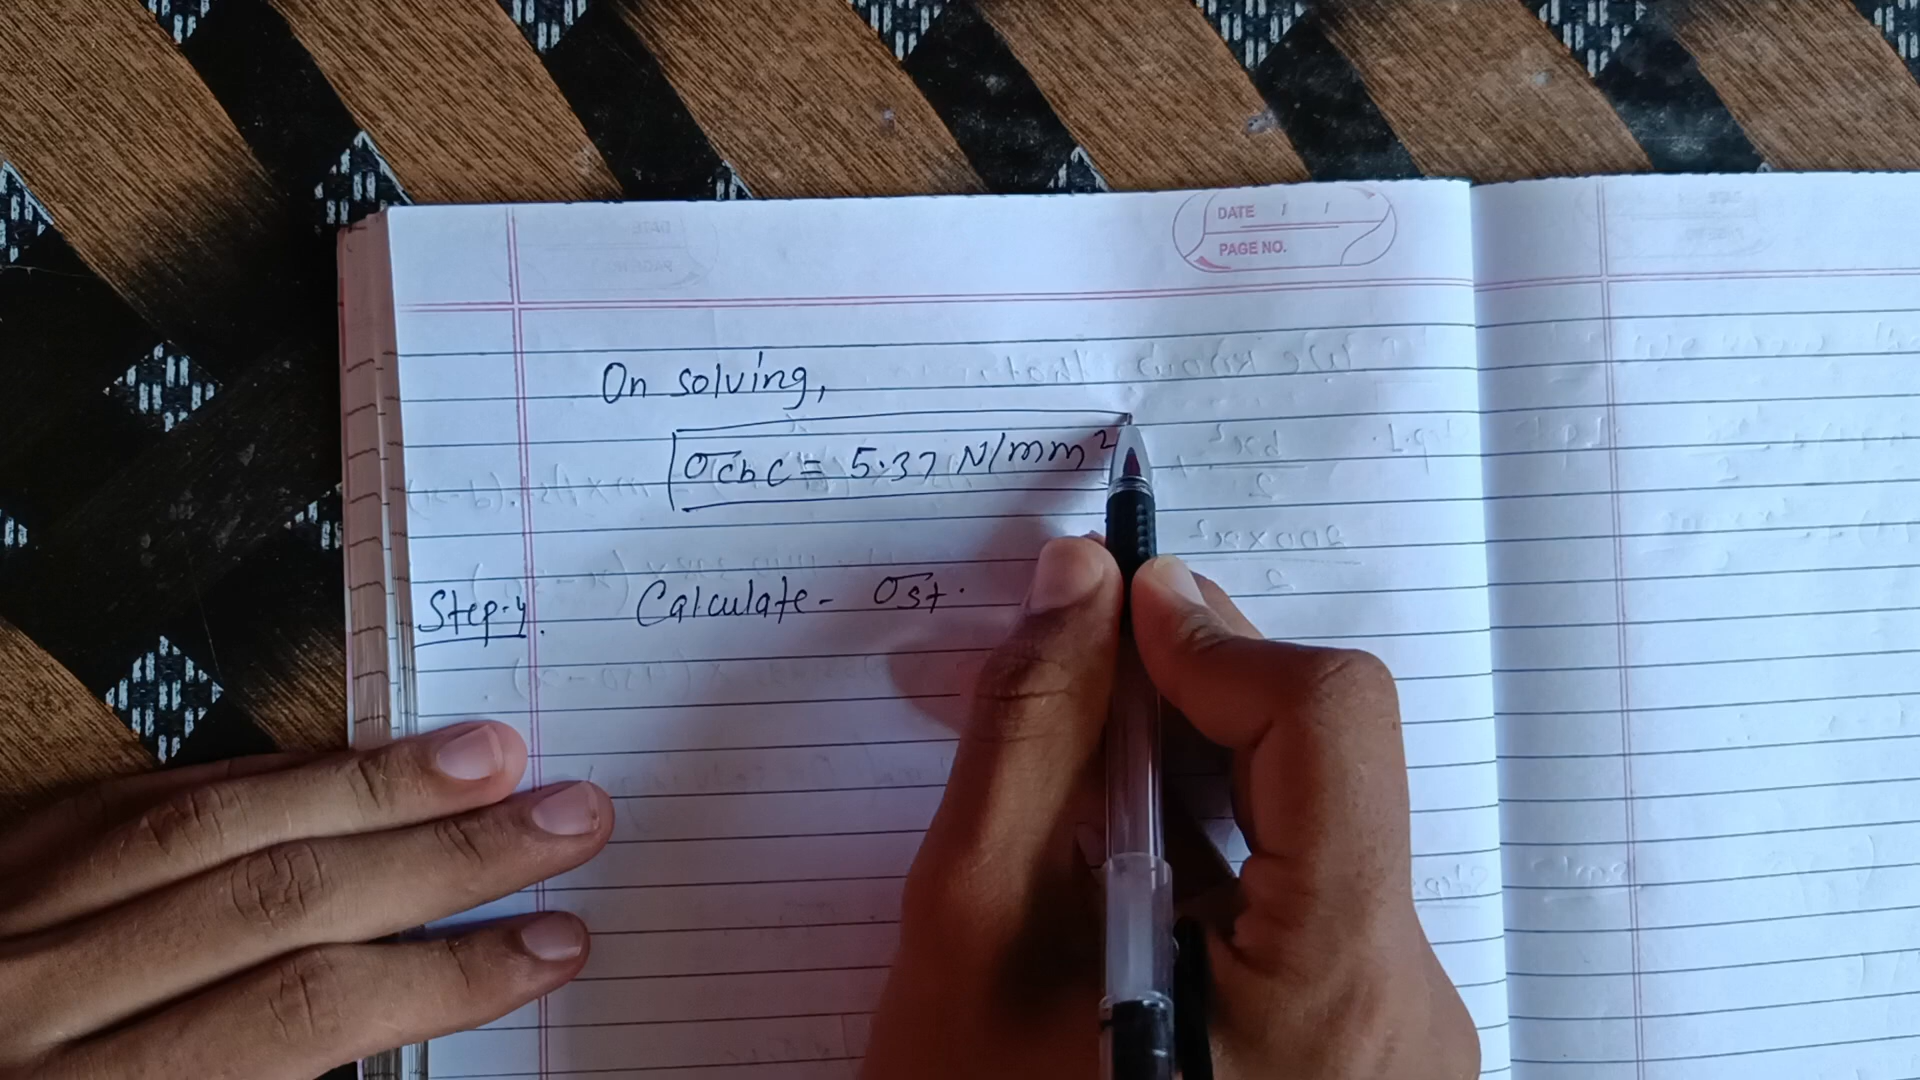 DATE / /
PAGE NO.
On solving,
σcbc = 5.37 N/mm²
Step-4. Calculate - σst.